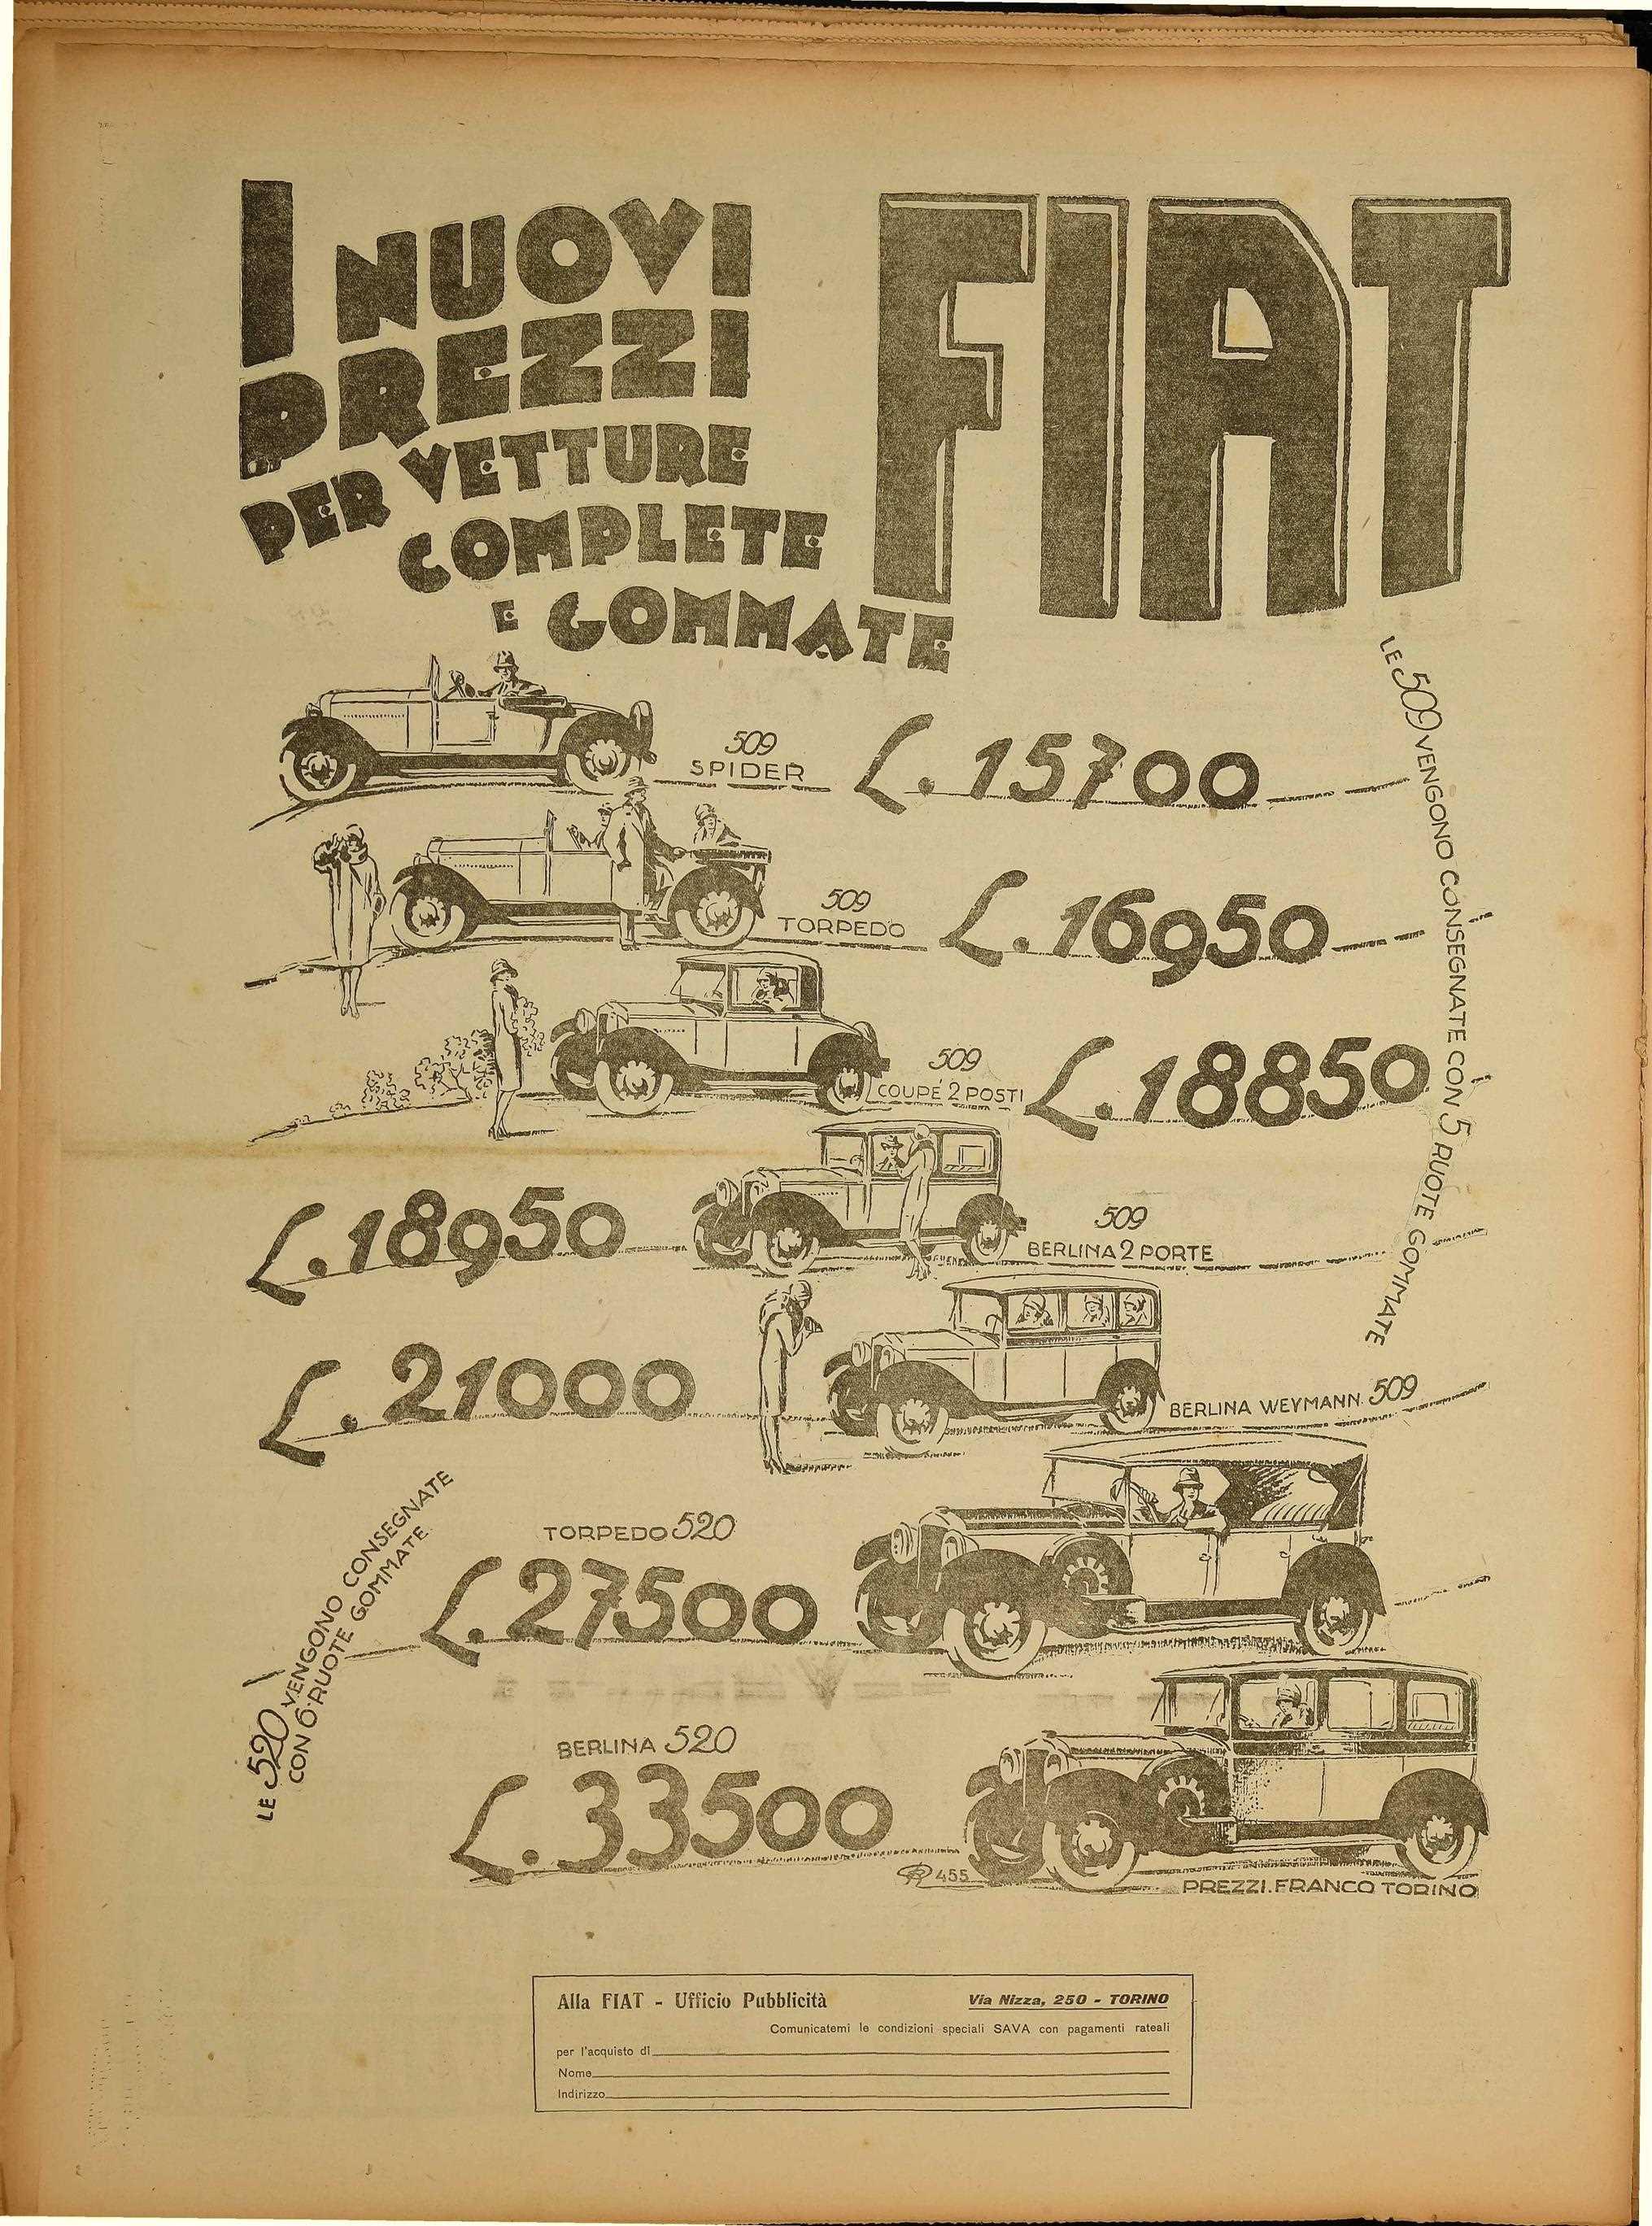 I NUOVI
PREZZI
PER VETTURE
COMPLETE
E GOMMATE
FIAT
509
SPIDER
L. 15700
509
TORPEDO
L. 16950
509
COUPÉ 2 POSTI
L. 18850
LE 509 VENGONO CONSEGNATE CON 5 RUOTE GOMMATE
L. 18950
509
BERLINA 2 PORTE
L. 21000
BERLINA WEYMANN 509
TORPEDO 520
L. 27500
LE 520 VENGONO CONSEGNATE
CON 6 RUOTE GOMMATE
BERLINA 520
L. 33500
455
PREZZI FRANCO TORINO
Alla FIAT - Ufficio Pubblicità
Via Nizza, 250 - TORINO
Comunicatemi le condizioni speciali SAVA con pagamenti rateali
per l'acquisto di
Nome
Indirizzo